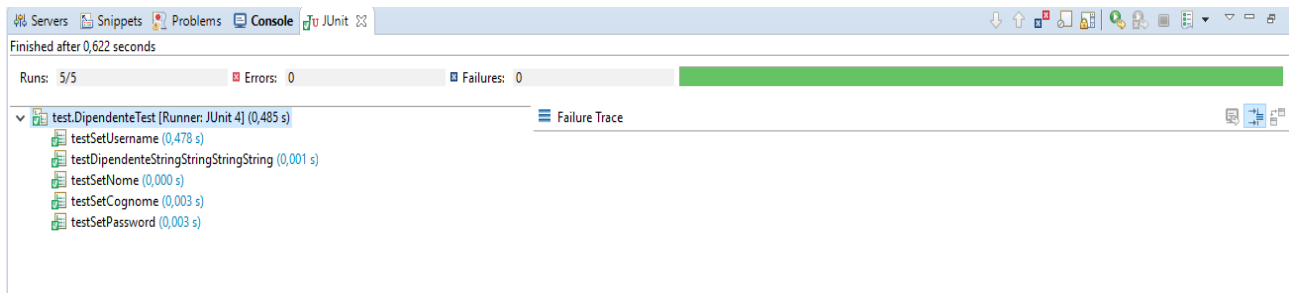 Servers Snippets Problems Console JUnit
Finished after 0,622 seconds
Runs: 5/5 Errors: 0 Failures: 0
test.DipendenteTest [Runner: JUnit 4] (0,485 s) Failure Trace
testSetUsername (0,478 s)
testDipendenteStringStringStringString (0,001 s)
testSetNome (0,000 s)
testSetCognome (0,003 s)
testSetPassword (0,003 s)